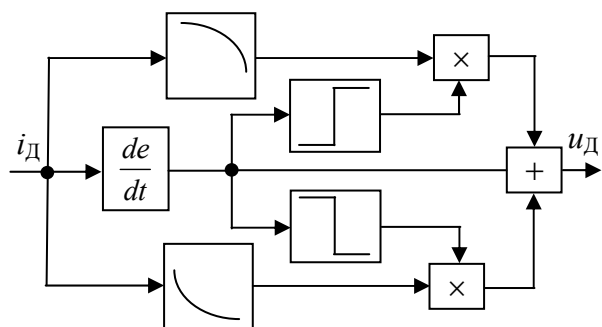 ×
i_Д
de
dt
u_Д
+
×